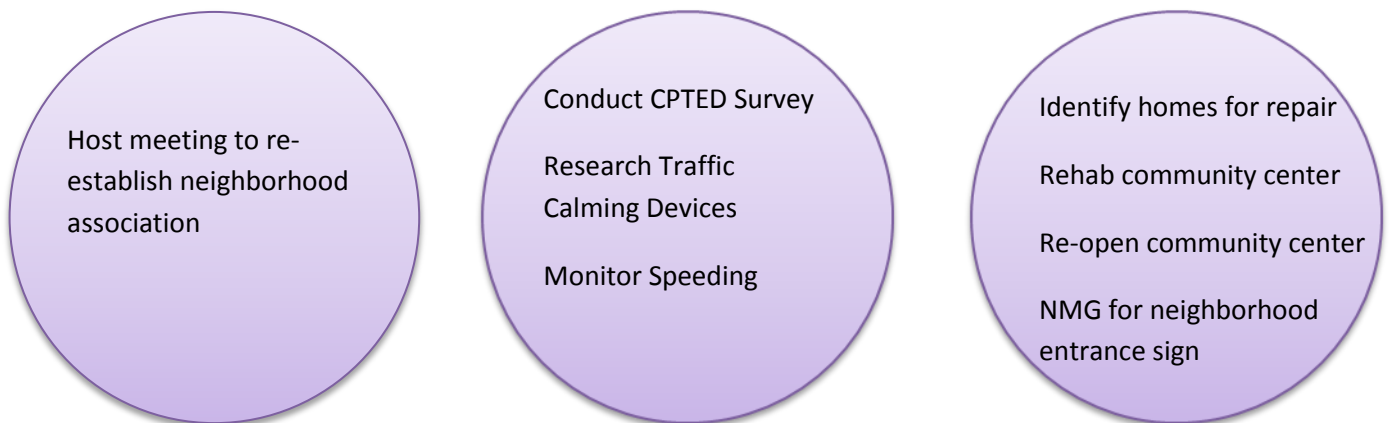 Host meeting to re-
establish neighborhood
association
Conduct CPTED Survey
Research Traffic
Calming Devices
Monitor Speeding
Identify homes for repair
Rehab community center
Re-open community center
NMG for neighborhood
entrance sign